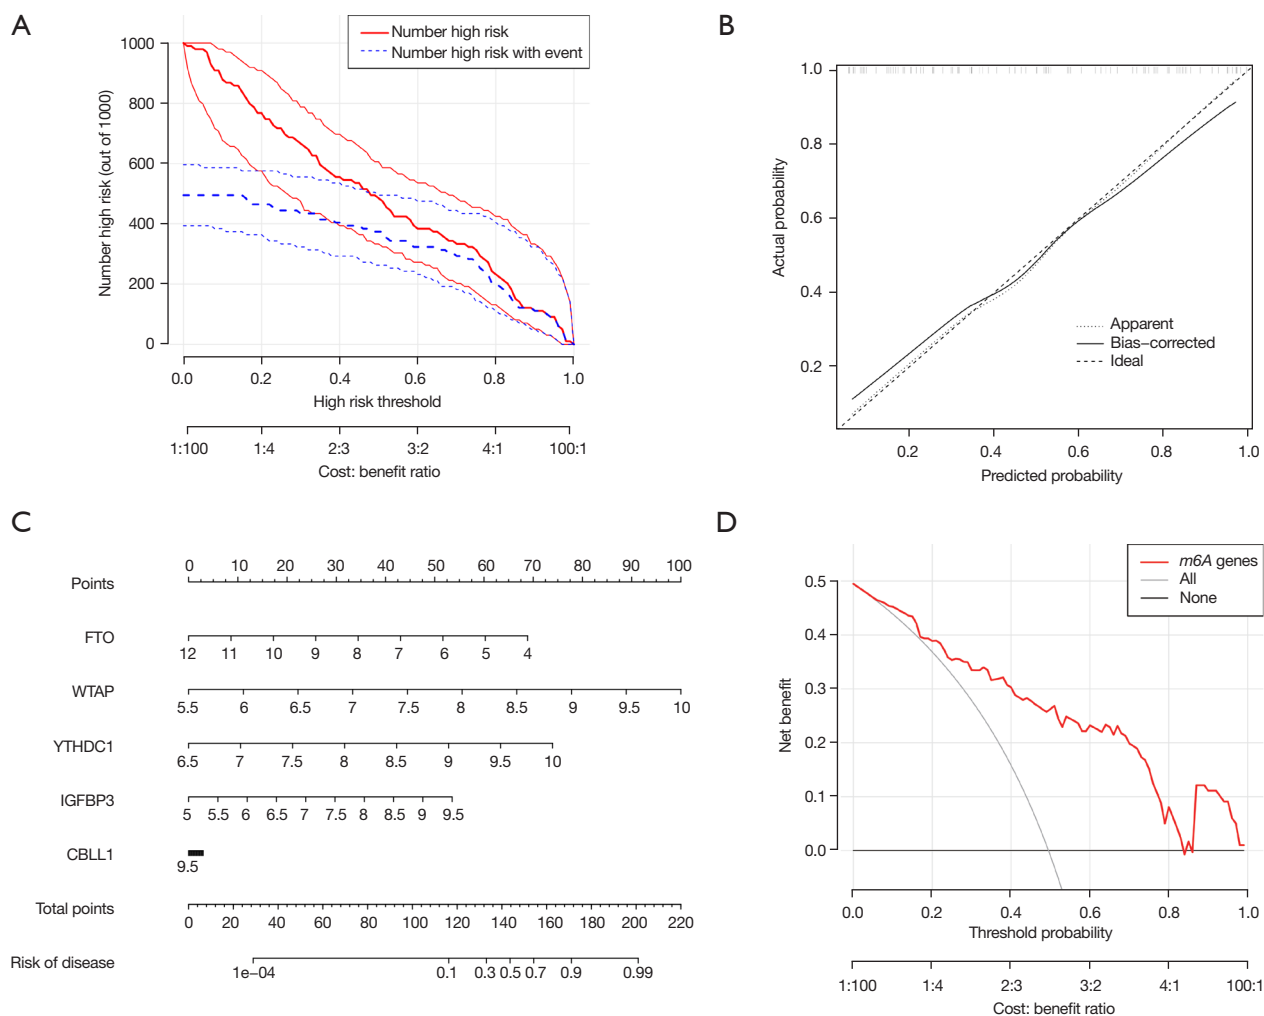 A
Number high risk
Number high risk with event
Number high risk (out of 1000)
1000
800
600
400
200
0
0.0 0.2 0.4 0.6 0.8 1.0
High risk threshold
1:100 1:4 2:3 3:2 4:1 100:1
Cost: benefit ratio
B
Actual probability
1.0
0.8
0.6
0.4
0.2
Apparent
Bias−corrected
Ideal
0.2 0.4 0.6 0.8 1.0
Predicted probability
C
0 10 20 30 40 50 60 70 80 90 100
Points
FTO
12 11 10 9 8 7 6 5 4
WTAP
5.5 6 6.5 7 7.5 8 8.5 9 9.5 10
YTHDC1
6.5 7 7.5 8 8.5 9 9.5 10
IGFBP3
5 5.5 6 6.5 7 7.5 8 8.5 9 9.5
CBLL1
9.5
Total points
0 20 40 60 80 100 120 140 160 180 200 220
Risk of disease
1e−04 0.1 0.3 0.5 0.7 0.9 0.99
D
m6A genes
All
None
Net benefit
0.5
0.4
0.3
0.2
0.1
0.0
0.0 0.2 0.4 0.6 0.8 1.0
Threshold probability
1:100 1:4 2:3 3:2 4:1 100:1
Cost: benefit ratio